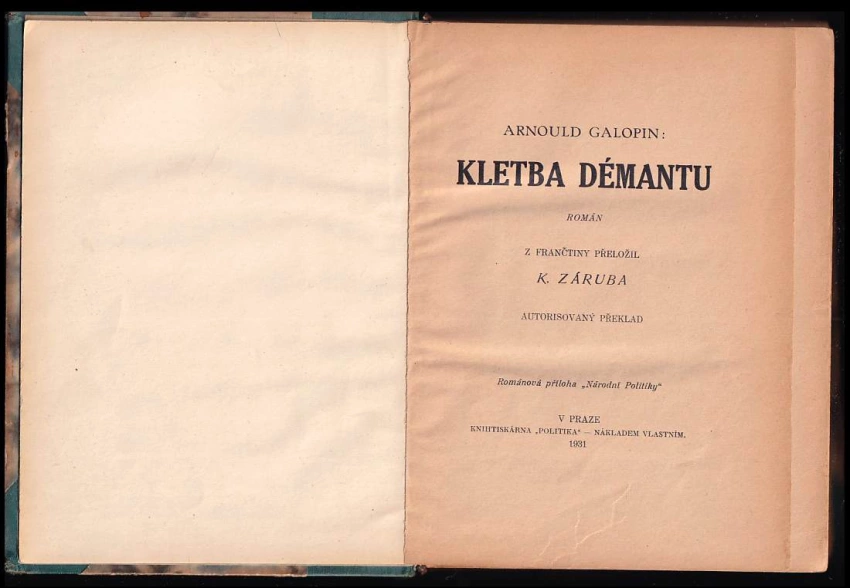 ARNOULD GALOPIN:
KLETBA DÉMANTU
ROMÁN
Z FRANČTINY PŘELOŽIL
K. ZÁRUBA
AUTORISOVANÝ PŘEKLAD
Románová příloha „Národní Politiky“
V PRAZE
KNIHTISKÁRNA „POLITIKA“ — NÁKLADEM VLASTNÍM.
1931